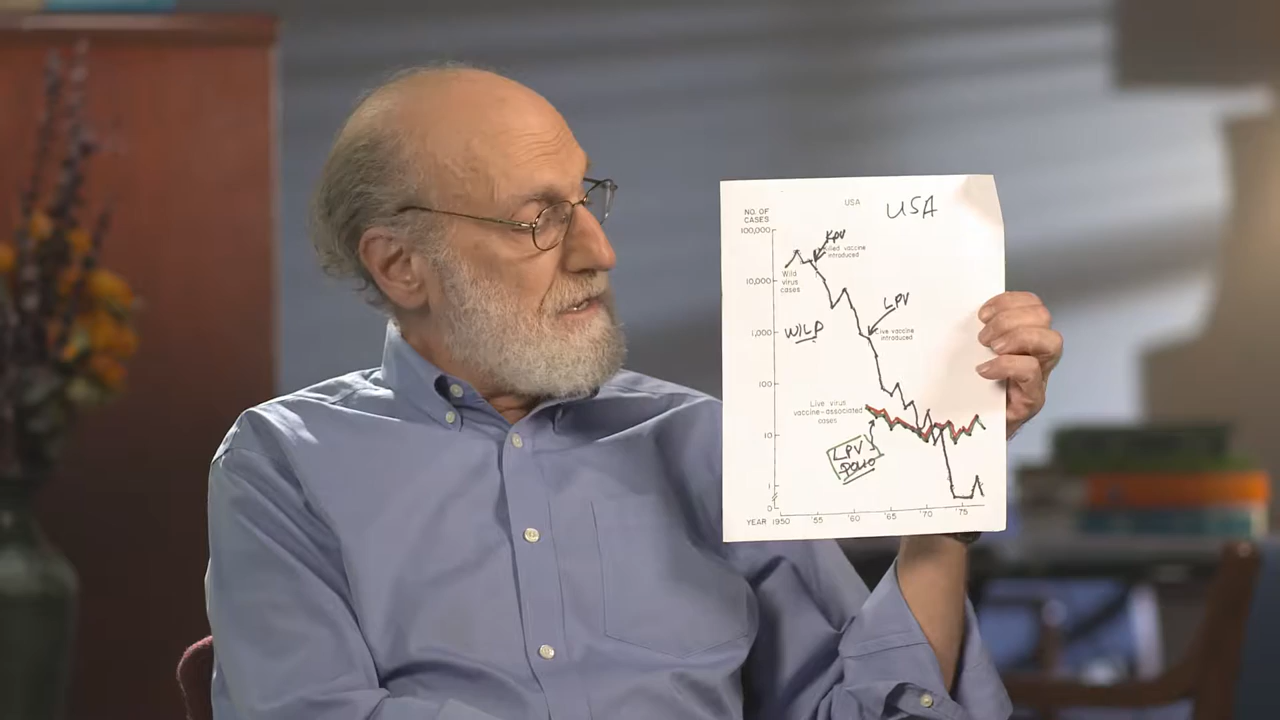 USA
USA
NO. OF
CASES
100,000
KPV
Killed vaccine
introduced
10,000
Wild
virus
cases
LPV
WILD
1,000
Live vaccine
introduced
100
Live virus
vaccine-associated
cases
10
LPV
POLIO
1
0
YEAR 1950 '55 '60 '65 '70 '75